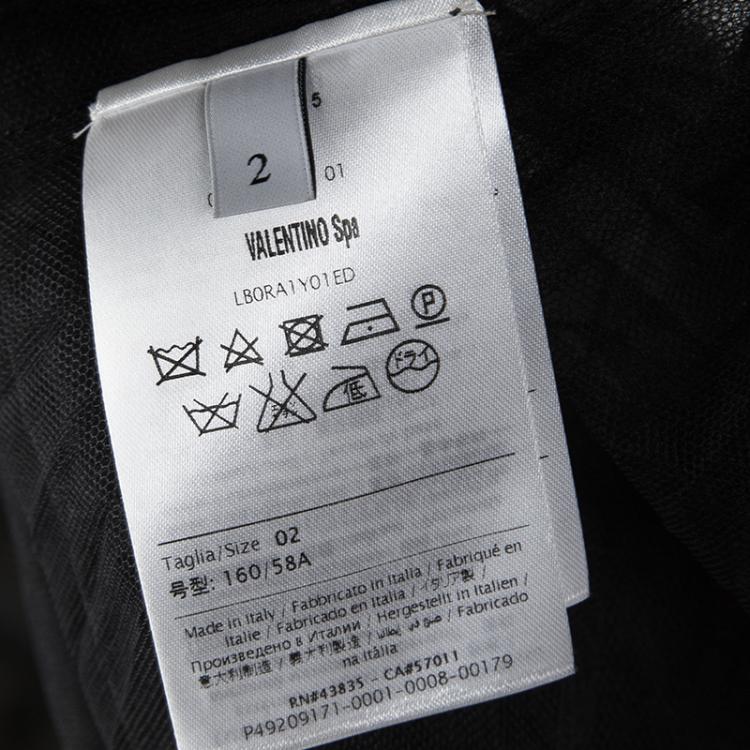 5
2
01
VALENTINO Spa
LB0RA1Y01ED
P
ドライ
低
Taglia/Size 02
号型: 160/58A
Made in Italy / Fabbricato in Italia / Fabriqué en
Italie / Fabricado en Italia / イタリア製 /
Произведено в Италии / Hergestellt in Italien /
意大利制造 / 義大利製造 / صنع في إيطاليا / Fabricado
na Itália
RN#43835 - CA#57011
P49209171-0001-0008-00179